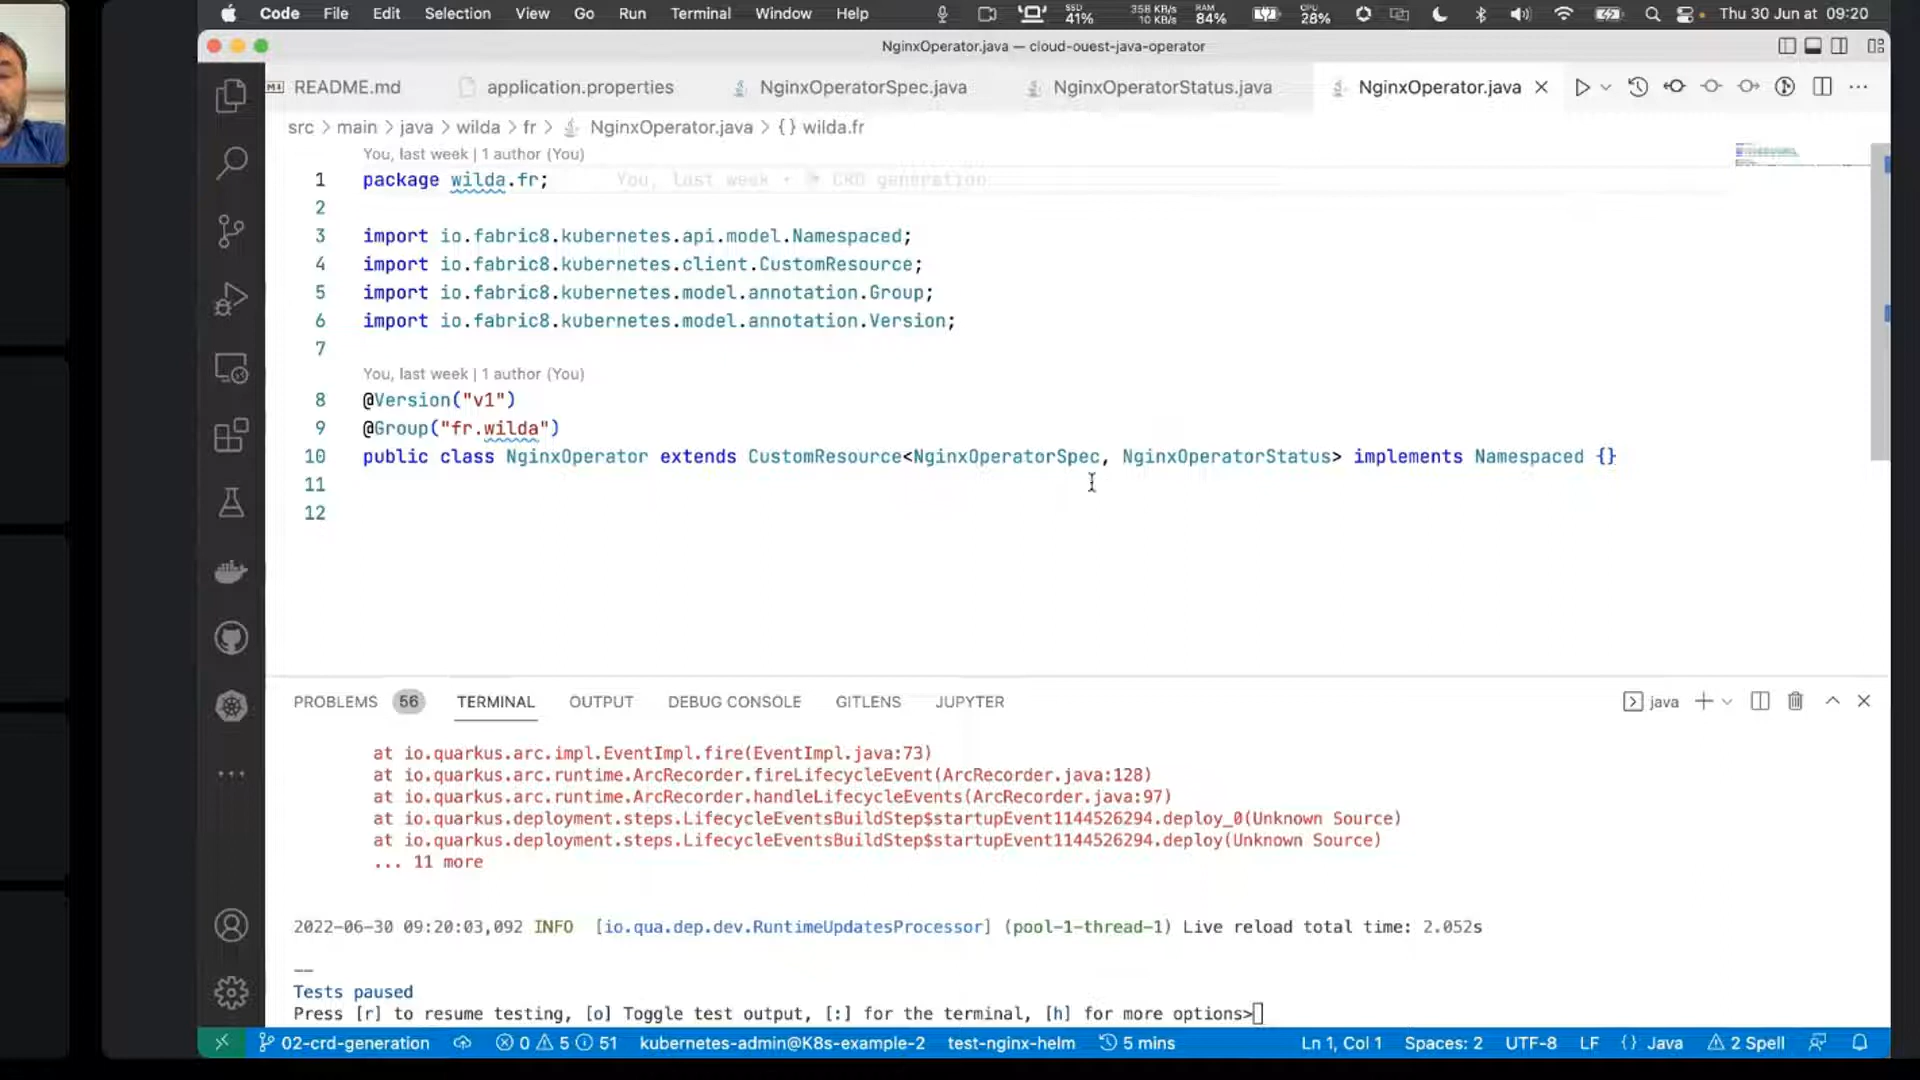 Code File Edit Selection View Go Run Terminal Window Help SSD 41% 358 KB/s 10 KB/s RAM 84% CPU 28% Thu 30 Jun at 09:20
NginxOperator.java — cloud-ouest-java-operator
README.md application.properties NginxOperatorSpec.java NginxOperatorStatus.java NginxOperator.java
src > main > java > wilda > fr > NginxOperator.java > {} wilda.fr
You, last week | 1 author (You)
1 package wilda.fr; You, last week • CRD generation
2
3 import io.fabric8.kubernetes.api.model.Namespaced;
4 import io.fabric8.kubernetes.client.CustomResource;
5 import io.fabric8.kubernetes.model.annotation.Group;
6 import io.fabric8.kubernetes.model.annotation.Version;
7
You, last week | 1 author (You)
8 @Version("v1")
9 @Group("fr.wilda")
10 public class NginxOperator extends CustomResource<NginxOperatorSpec, NginxOperatorStatus> implements Namespaced {}
11
12
PROBLEMS 56 TERMINAL OUTPUT DEBUG CONSOLE GITLENS JUPYTER java
at io.quarkus.arc.impl.EventImpl.fire(EventImpl.java:73)
at io.quarkus.arc.runtime.ArcRecorder.fireLifecycleEvent(ArcRecorder.java:128)
at io.quarkus.arc.runtime.ArcRecorder.handleLifecycleEvents(ArcRecorder.java:97)
at io.quarkus.deployment.steps.LifecycleEventsBuildStep$startupEvent1144526294.deploy_0(Unknown Source)
at io.quarkus.deployment.steps.LifecycleEventsBuildStep$startupEvent1144526294.deploy(Unknown Source)
... 11 more
2022-06-30 09:20:03,092 INFO [io.qua.dep.dev.RuntimeUpdatesProcessor] (pool-1-thread-1) Live reload total time: 2.052s
--
Tests paused
Press [r] to resume testing, [o] Toggle test output, [:] for the terminal, [h] for more options>
02-crd-generation 0 5 51 kubernetes-admin@K8s-example-2 test-nginx-helm 5 mins Ln 1, Col 1 Spaces: 2 UTF-8 LF {} Java 2 Spell